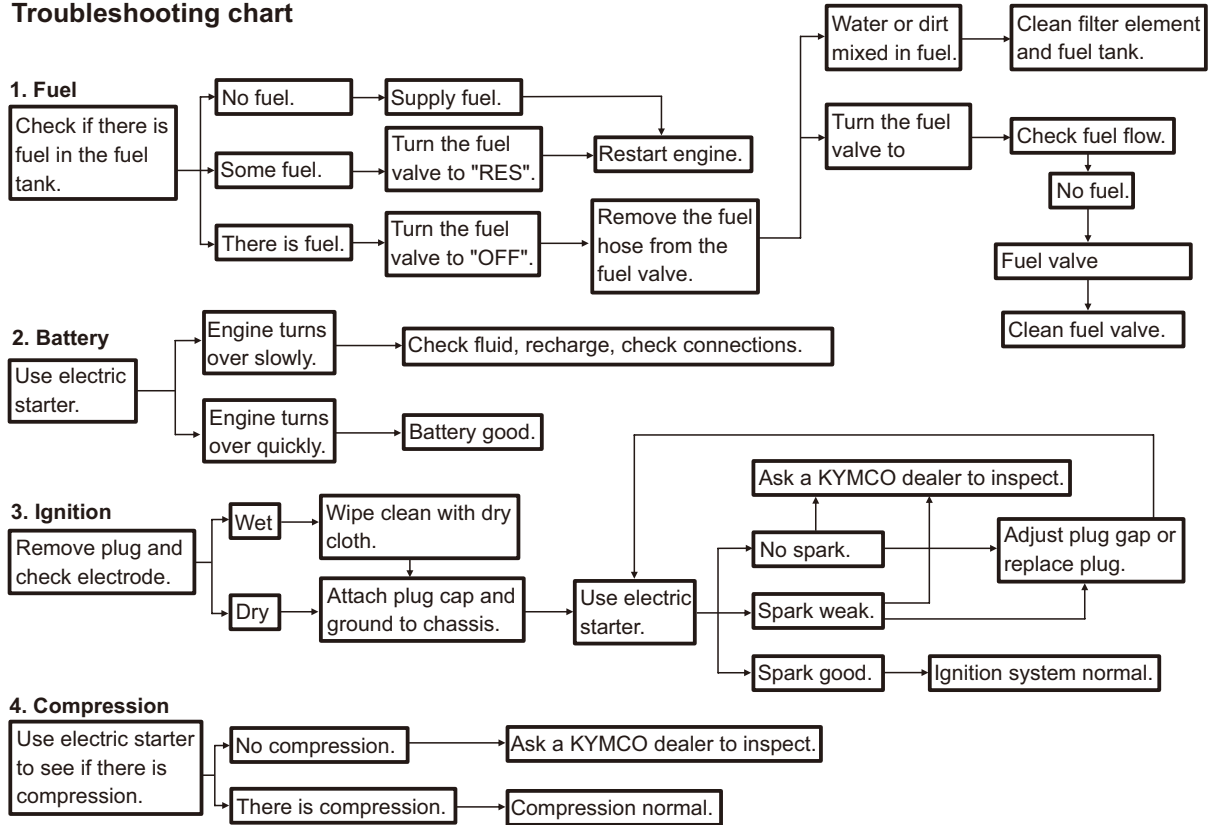 Troubleshooting chart
1. Fuel
Check if there is
fuel in the fuel
tank.
No fuel.
Supply fuel.
Some fuel.
Turn the fuel
valve to "RES".
Restart engine.
There is fuel.
Turn the fuel
valve to "OFF".
Remove the fuel
hose from the
fuel valve.
Water or dirt
mixed in fuel.
Clean filter element
and fuel tank.
Turn the fuel
valve to
Check fuel flow.
No fuel.
Fuel valve
Clean fuel valve.
2. Battery
Use electric
starter.
Engine turns
over slowly.
Check fluid, recharge, check connections.
Engine turns
over quickly.
Battery good.
3. Ignition
Remove plug and
check electrode.
Wet
Wipe clean with dry
cloth.
Dry
Attach plug cap and
ground to chassis.
Use electric
starter.
Ask a KYMCO dealer to inspect.
No spark.
Adjust plug gap or
replace plug.
Spark weak.
Spark good.
Ignition system normal.
4. Compression
Use electric starter
to see if there is
compression.
No compression.
Ask a KYMCO dealer to inspect.
There is compression.
Compression normal.